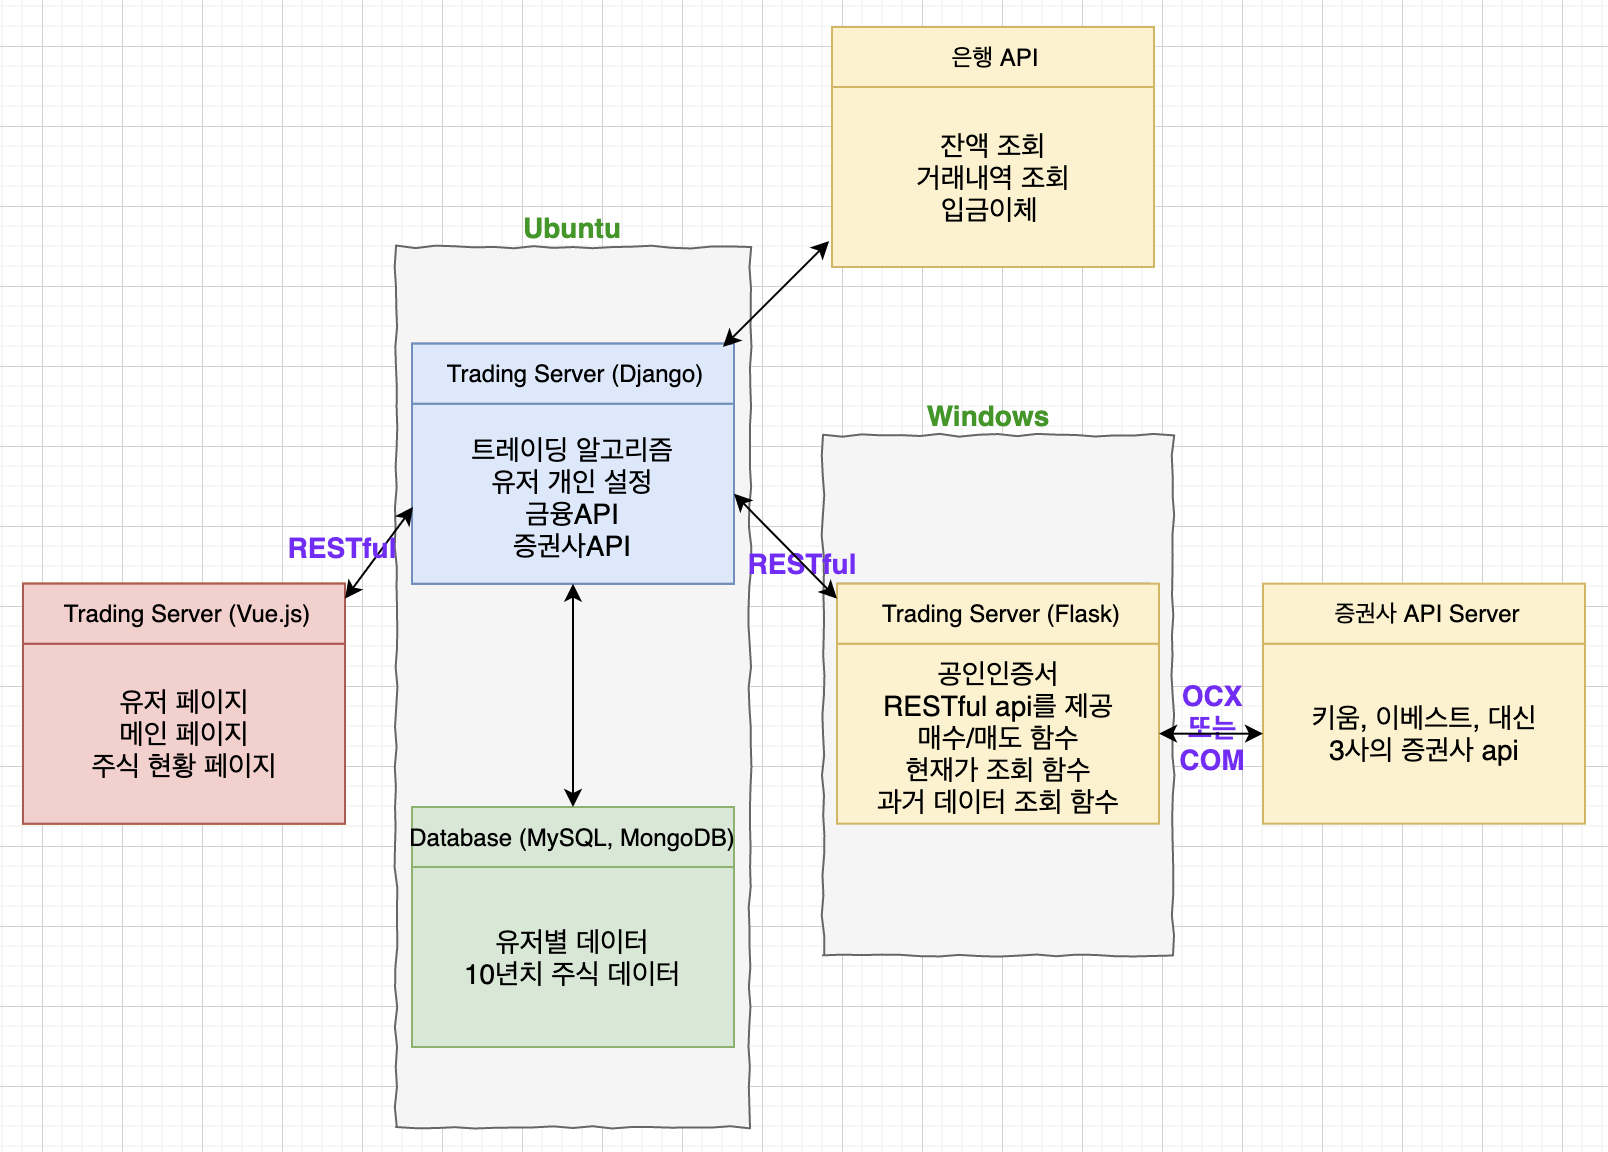 은행 API
잔액 조회
거래내역 조회
입금이체
Ubuntu
Trading Server (Django)
트레이딩 알고리즘
유저 개인 설정
금융API
증권사API
RESTful
RESTful
Trading Server (Vue.js)
유저 페이지
메인 페이지
주식 현황 페이지
Database (MySQL, MongoDB)
유저별 데이터
10년치 주식 데이터
Windows
Trading Server (Flask)
공인인증서
RESTful api를 제공
매수/매도 함수
현재가 조회 함수
과거 데이터 조회 함수
OCX
또는
COM
증권사 API Server
키움, 이베스트, 대신
3사의 증권사 api